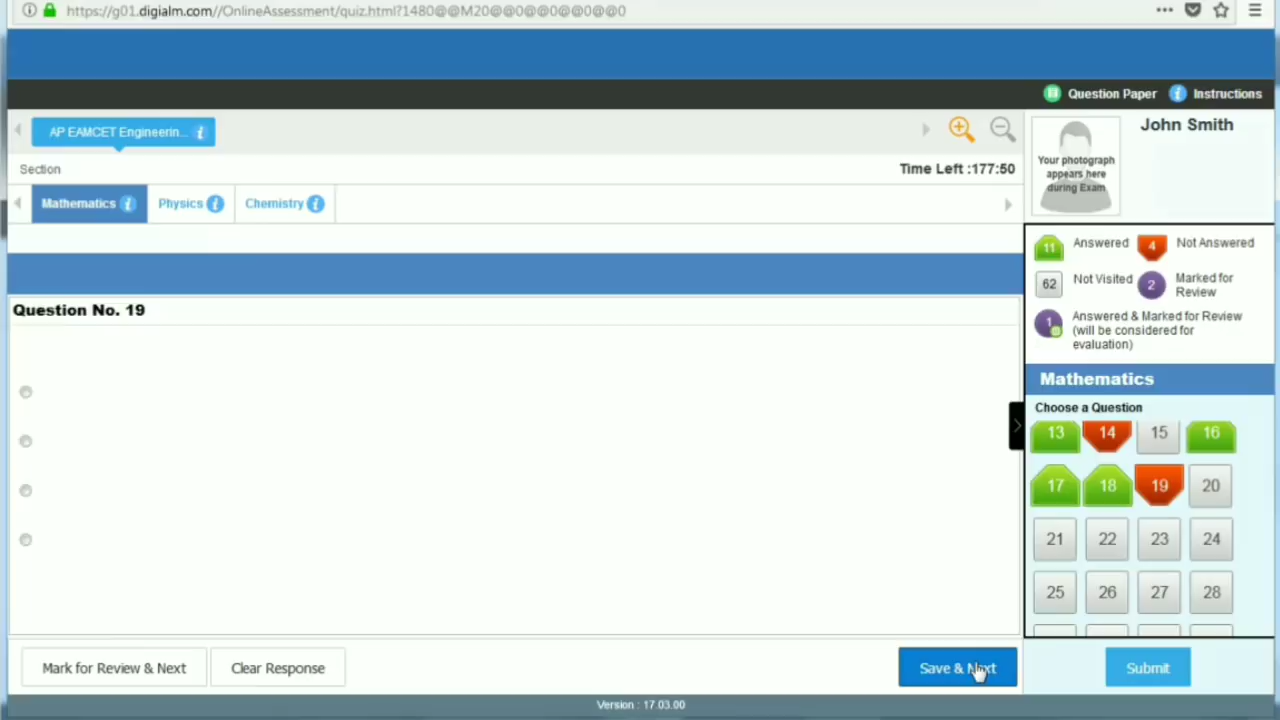 https://g01.digialm.com//OnlineAssessment/quiz.html?1480@@M20@@0@@0@@0@@0
Question Paper
Instructions
AP EAMCET Engineerin...
John Smith
Your photograph
appears here
during Exam
Section
Time Left :177:50
Mathematics
Physics
Chemistry
11 Answered
4 Not Answered
62 Not Visited
2 Marked for
Review
1 Answered & Marked for Review
(will be considered for
evaluation)
Question No. 19
Mathematics
Choose a Question
13 14 15 16
17 18 19 20
21 22 23 24
25 26 27 28
Mark for Review & Next
Clear Response
Save & Next
Submit
Version : 17.03.00